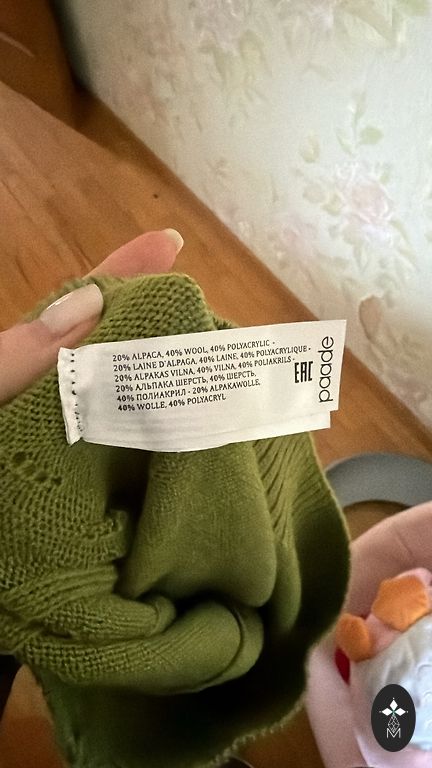 20% ALPACA, 40% WOOL, 40% POLYACRYLIC -
20% LAINE D'ALPAGA, 40% LAINE, 40% POLYACRYLIQUE -
20% ALPAKAS VILNA, 40% VILNA, 40% POLIAKRILS -
20% АЛЬПАКА ШЕРСТЬ, 40% ШЕРСТЬ,
40% ПОЛИАКРИЛ - 20% ALPAKAWOLLE,
40% WOLLE, 40% POLYACRYL
EAC
paade
M